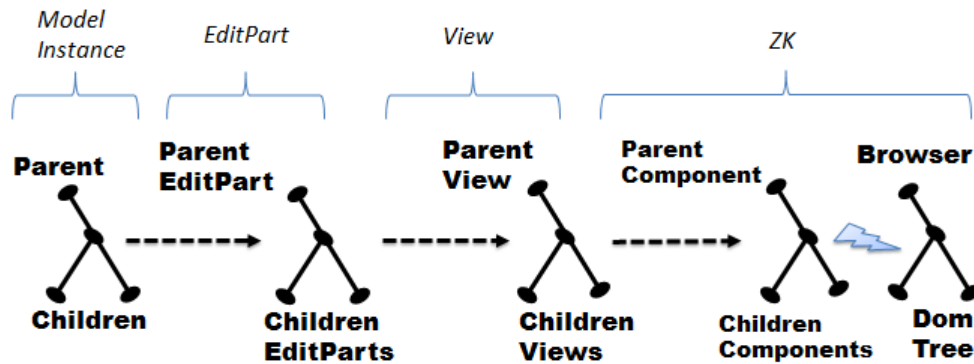 Model
Instance
EditPart
View
ZK
Parent
Parent
EditPart
Parent
View
Parent
Component
Browser
Children
Children
EditParts
Children
Views
Children
Components
Dom
Tree